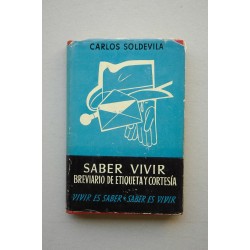 CARLOS SOLDEVILA
SABER VIVIR
BREVIARIO DE ETIQUETA Y CORTESÍA
VIVIR ES SABER * SABER ES VIVIR